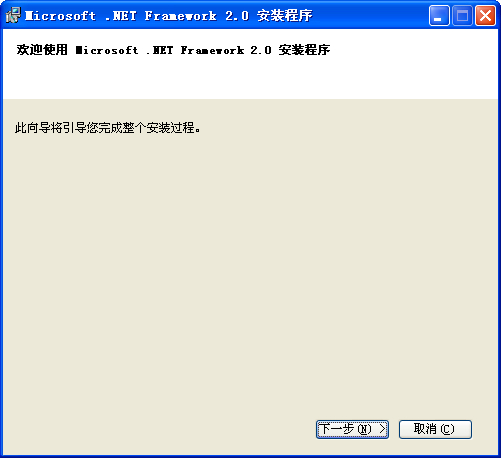 Microsoft .NET Framework 2.0 安装程序
欢迎使用 Microsoft .NET Framework 2.0 安装程序
此向导将引导您完成整个安装过程。
下一步(N) >
取消(C)